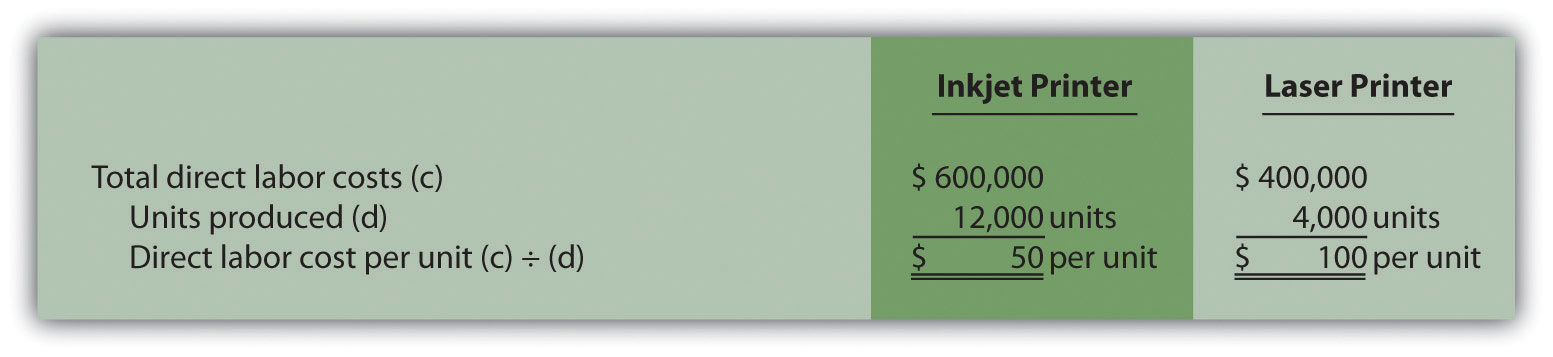 Inkjet Printer Laser Printer
Total direct labor costs (c) $ 600,000 $ 400,000
Units produced (d) 12,000 units 4,000 units
Direct labor cost per unit (c) ÷ (d) $ 50 per unit $ 100 per unit